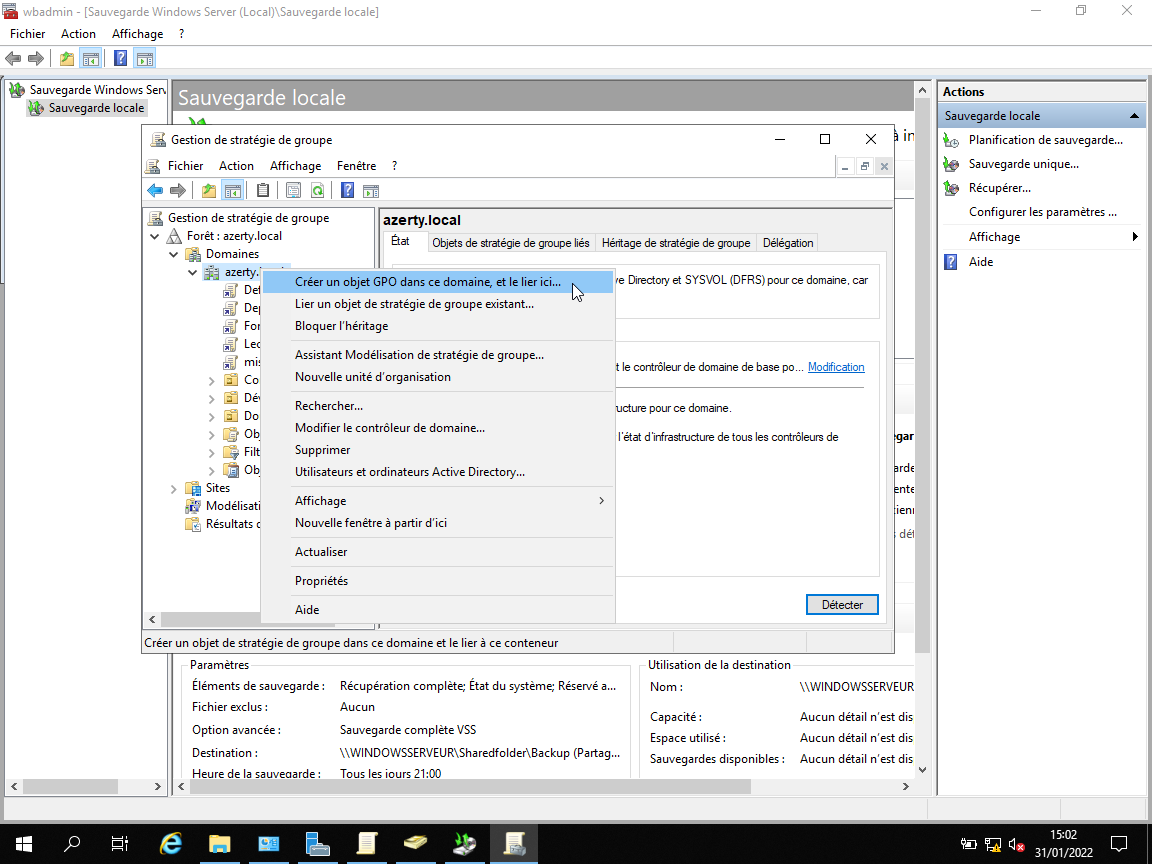 wbadmin - [Sauvegarde Windows Server (Local)\Sauvegarde locale]
Fichier Action Affichage ?
Sauvegarde Windows Serv
Sauvegarde locale
Sauvegarde locale
Actions
Sauvegarde locale
Planification de sauvegarde...
Sauvegarde unique...
Récupérer...
Configurer les paramètres ...
Affichage
Aide
à in
Gestion de stratégie de groupe
Fichier Action Affichage Fenêtre ?
Gestion de stratégie de groupe
Forêt : azerty.local
Domaines
azerty.
Def
Dep
For
Lec
mis
Co
Dév
Do
Obj
Filt
Obj
Sites
Modélisati
Résultats d
azerty.local
État Objets de stratégie de groupe liés Héritage de stratégie de groupe Délégation
ve Directory et SYSVOL (DFRS) pour ce domaine, car
t le contrôleur de domaine de base po... Modification
ructure pour ce domaine.
l'état d'infrastructure de tous les contrôleurs de
Détecter
Créer un objet GPO dans ce domaine, et le lier ici...
Lier un objet de stratégie de groupe existant...
Bloquer l'héritage
Assistant Modélisation de stratégie de groupe...
Nouvelle unité d'organisation
Rechercher...
Modifier le contrôleur de domaine...
Supprimer
Utilisateurs et ordinateurs Active Directory...
Affichage
Nouvelle fenêtre à partir d'ici
Actualiser
Propriétés
Aide
Créer un objet de stratégie de groupe dans ce domaine et le lier à ce conteneur
Paramètres
Éléments de sauvegarde : Récupération complète; État du système; Réservé a...
Fichier exclus : Aucun
Option avancée : Sauvegarde complète VSS
Destination : \\WINDOWSSERVEUR\Sharedfolder\Backup (Partag...
Heure de la sauvegarde : Tous les jours 21:00
Utilisation de la destination
Nom : \\WINDOWSSERVEUR
Capacité : Aucun détail n'est dis
Espace utilisé : Aucun détail n'est dis
Sauvegardes disponibles : Aucun détail n'est dis
15:02
31/01/2022